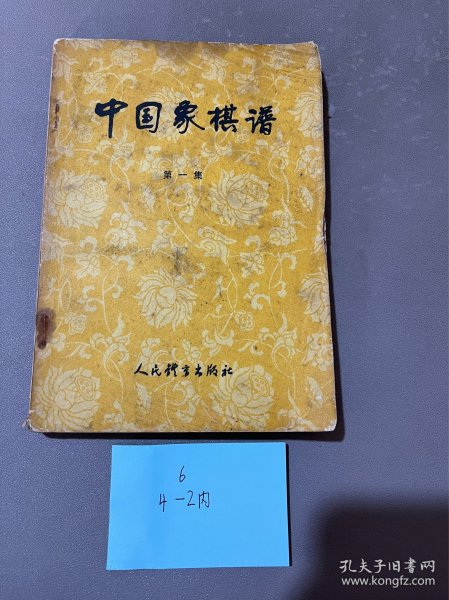 中国象棋谱
第一集
人民体育出版社
6
4-2内
孔夫子旧书网
www.kongfz.com